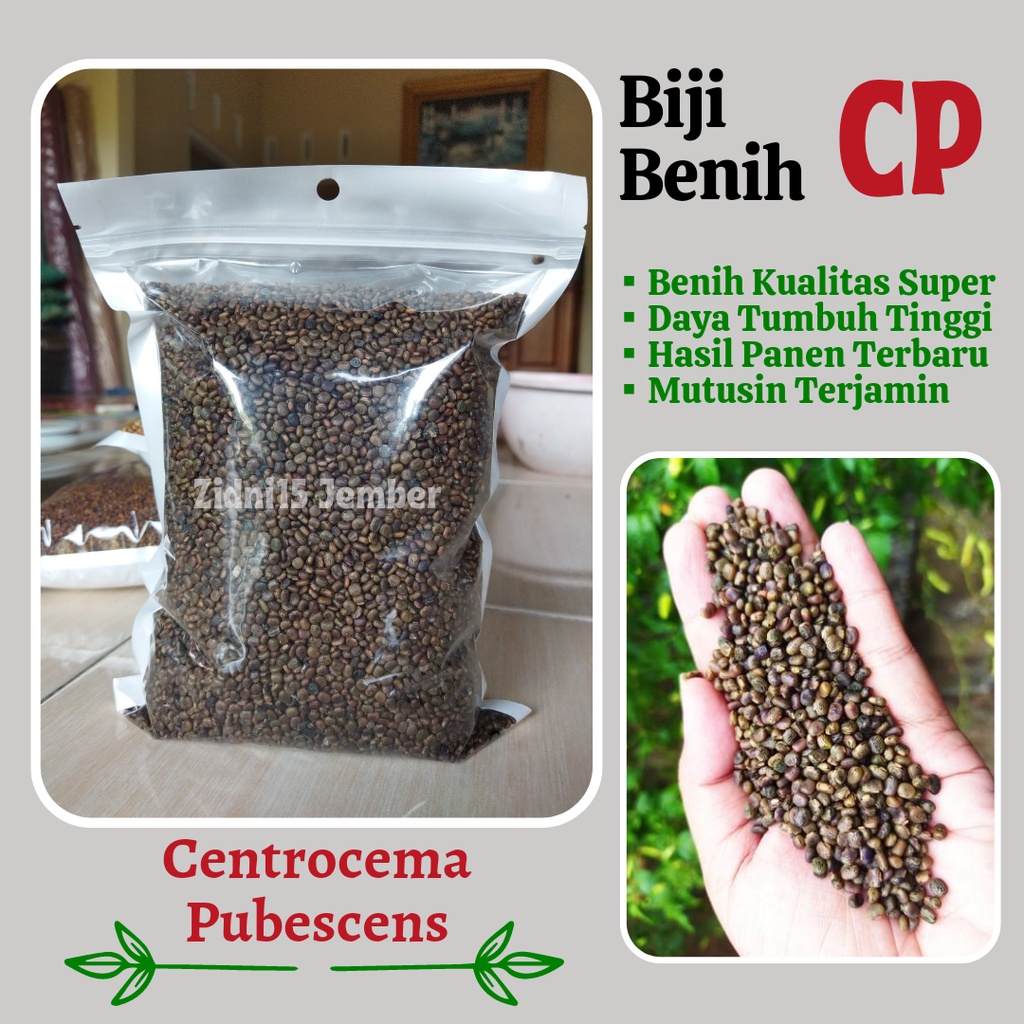 Biji
Benih
CP
▪ Benih Kualitas Super
▪ Daya Tumbuh Tinggi
▪ Hasil Panen Terbaru
▪ Mutusin Terjamin
Zidni15 Jember
Centrocema
Pubescens